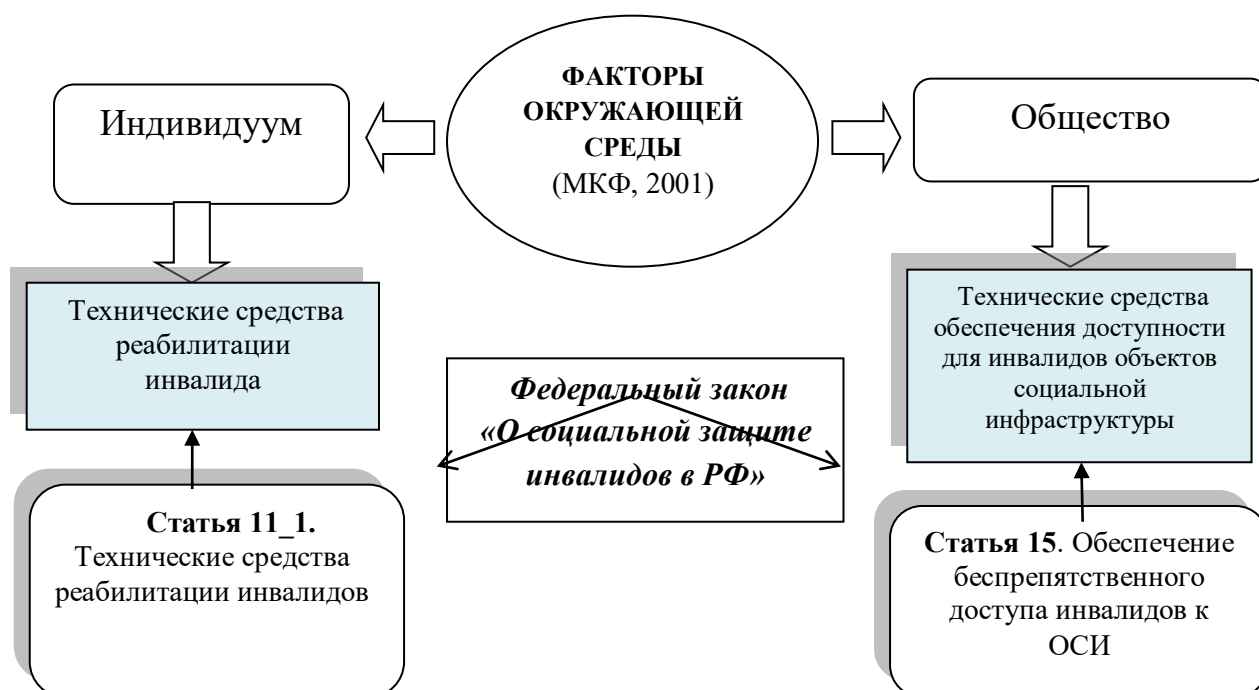 ФАКТОРЫ
ОКРУЖАЮЩЕЙ
СРЕДЫ
(МКФ, 2001)
Индивидуум
Общество
Технические средства
реабилитации
инвалида
Технические средства
обеспечения доступности
для инвалидов объектов
социальной
инфраструктуры
Федеральный закон
«О социальной защите
инвалидов в РФ»
Статья 11_1.
Технические средства
реабилитации инвалидов
Статья 15. Обеспечение
беспрепятственного
доступа инвалидов к
ОСИ